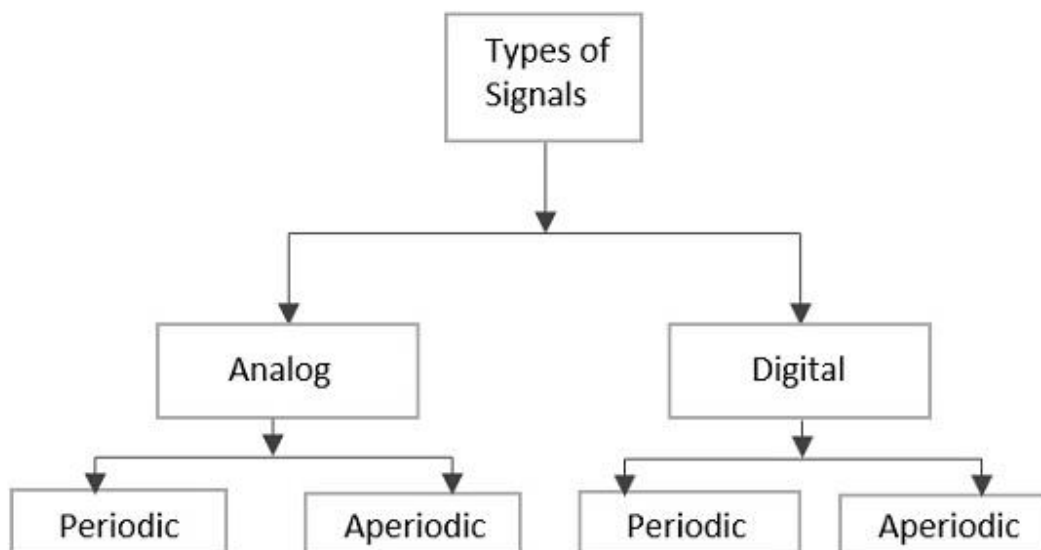 Types of
Signals
Analog
Digital
Periodic
Aperiodic
Periodic
Aperiodic